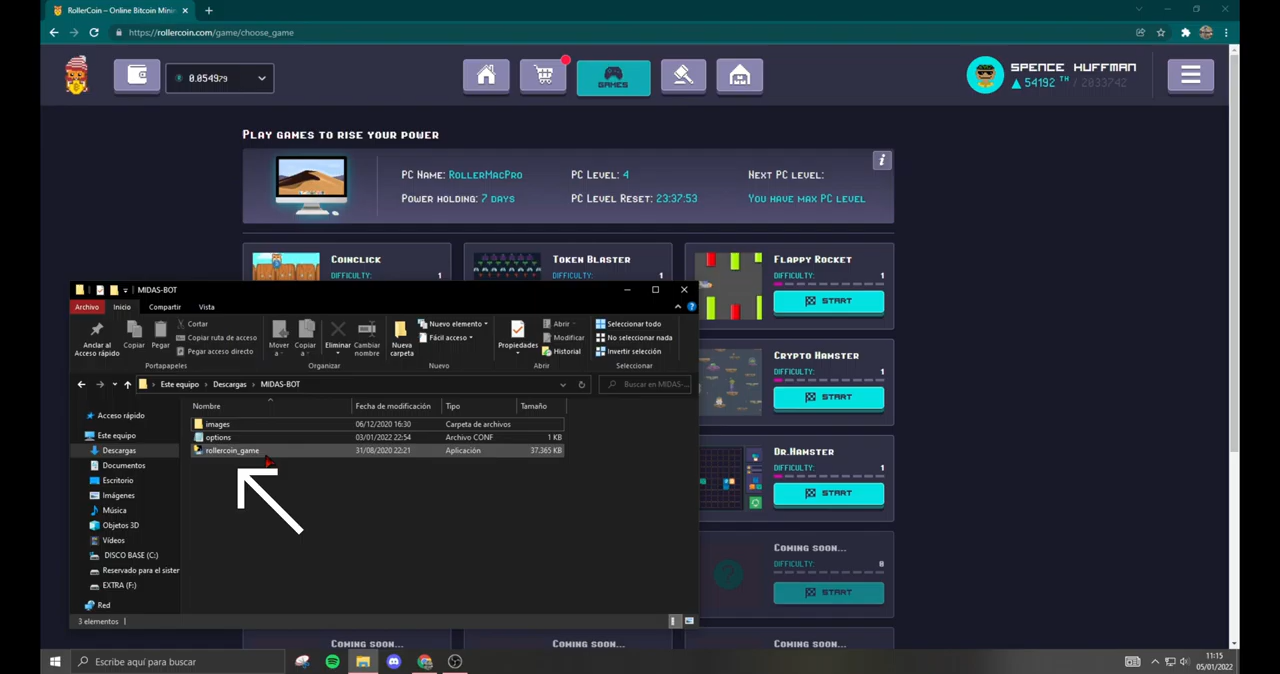 RollerCoin – Online Bitcoin Minin
https://rollercoin.com/game/choose_game
0.054979
GAMES
SPENCE HUFFMAN
54192 TH / 2033742
PLAY GAMES TO RISE YOUR POWER
PC NAME: ROLLERMACPRO
PC LEVEL: 4
NEXT PC LEVEL:
POWER HOLDING: 7 DAYS
PC LEVEL RESET: 23:37:53
YOU HAVE MAX PC LEVEL
COINCLICK
DIFFICULTY: 1
TOKEN BLASTER
DIFFICULTY: 1
FLAPPY ROCKET
DIFFICULTY: 1
START
CRYPTO HAMSTER
DIFFICULTY: 1
START
DR.HAMSTER
DIFFICULTY: 1
START
COMING SOON...
DIFFICULTY: 0
START
COMING SOON...
COMING SOON...
COMING SOON...
MIDAS-BOT
Archivo Inicio Compartir Vista
Anclar al Acceso rápido
Copiar
Pegar
Cortar
Copiar ruta de acceso
Pegar acceso directo
Portapapeles
Mover a
Copiar a
Eliminar
Cambiar nombre
Organizar
Nueva carpeta
Nuevo elemento
Fácil acceso
Nuevo
Propiedades
Abrir
Modificar
Historial
Abrir
Seleccionar todo
No seleccionar nada
Invertir selección
Seleccionar
Este equipo > Descargas > MIDAS-BOT
Buscar en MIDAS-...
Nombre Fecha de modificación Tipo Tamaño
images 06/12/2020 16:30 Carpeta de archivos
options 03/01/2022 22:54 Archivo CONF 1 KB
rollercoin_game 31/08/2020 22:21 Aplicación 37.365 KB
Acceso rápido
Este equipo
Descargas
Documentos
Escritorio
Imágenes
Música
Objetos 3D
Vídeos
DISCO BASE (C:)
Reservado para el sister
EXTRA (F:)
Red
3 elementos
Escribe aquí para buscar
11:15
05/01/2022